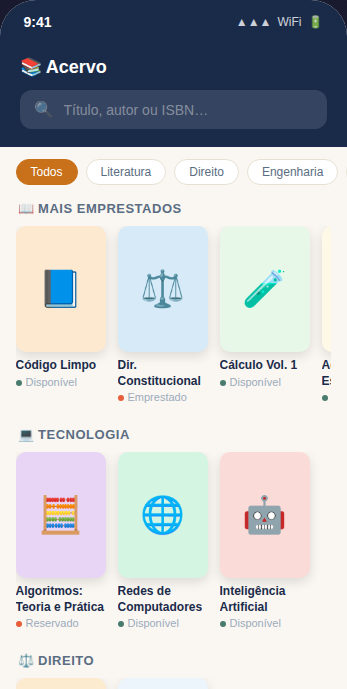 9:41
WiFi
Acervo
Título, autor ou ISBN…
Todos
Literatura
Direito
Engenharia
MAIS EMPRESTADOS
Código Limpo
Disponível
Dir.
Constitucional
Emprestado
Cálculo Vol. 1
Disponível
TECNOLOGIA
Algoritmos:
Teoria e Prática
Reservado
Redes de
Computadores
Disponível
Inteligência
Artificial
Disponível
DIREITO